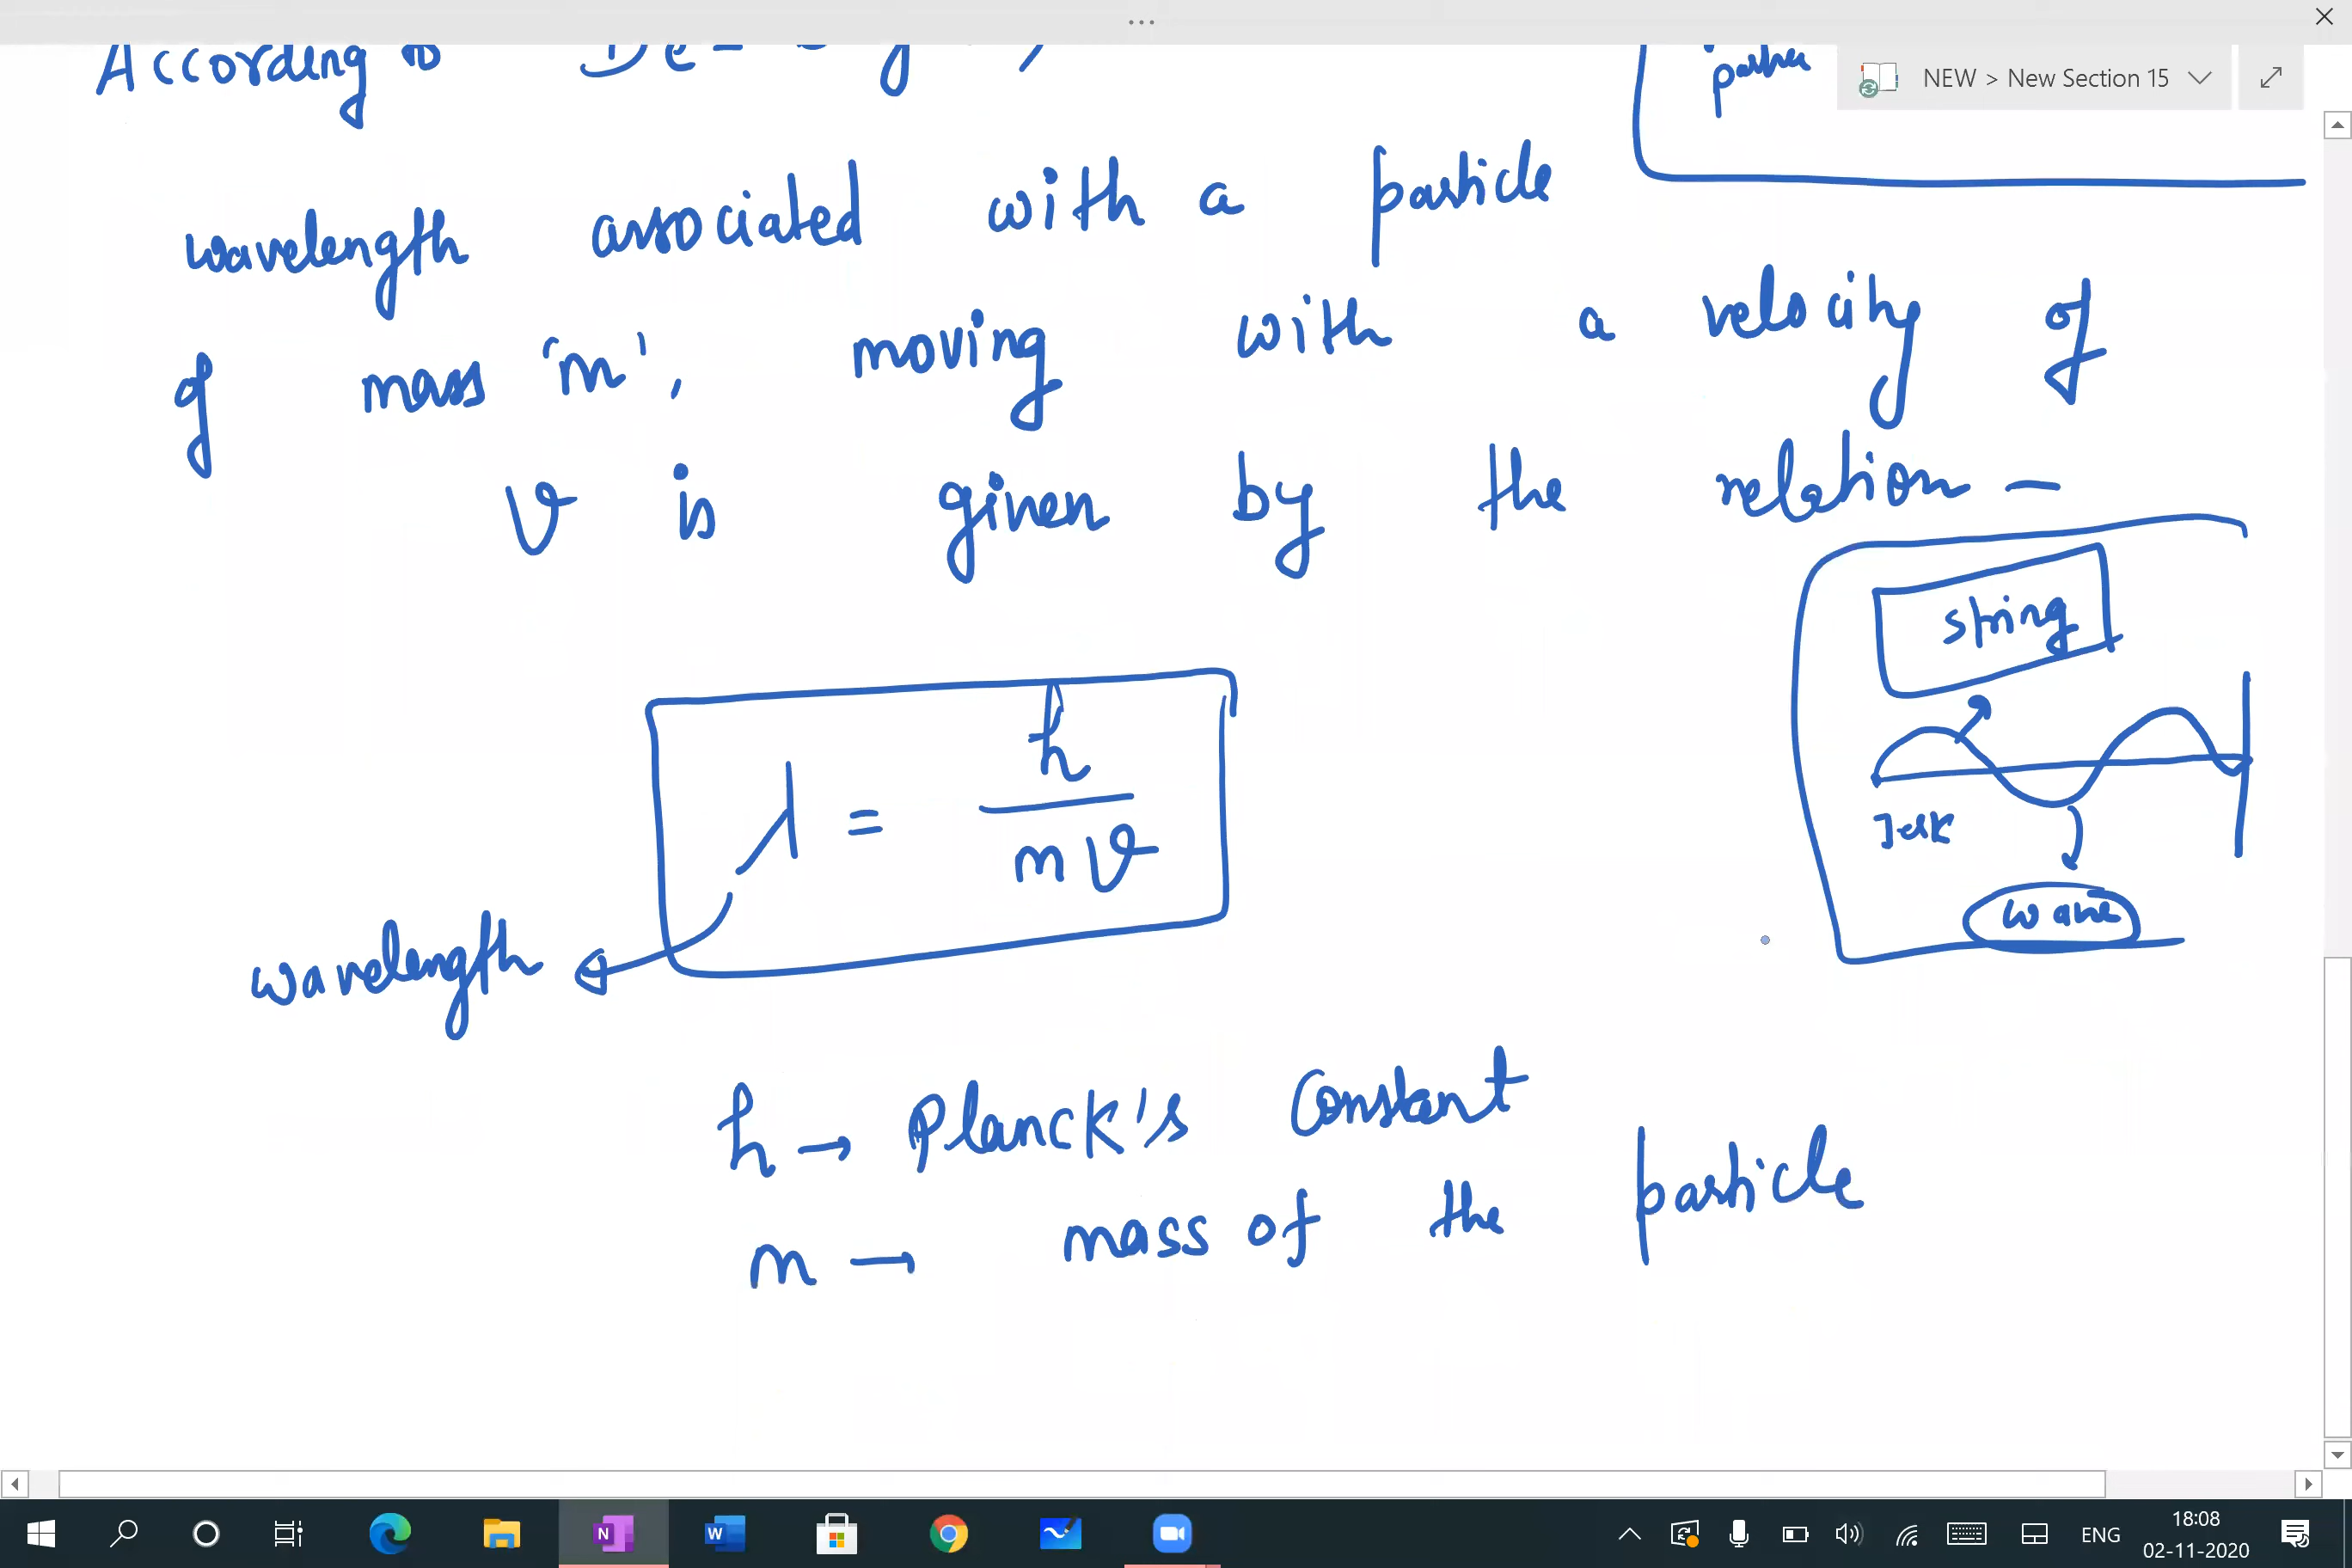 ...
According to De-
particle
NEW > New Section 15
wavelength associated with a particle
of mass 'm', moving with a velocity of
v is given by the relation —
string
λ = h / mv
Jerk
wave
wavelength
h → Planck's Constant
m → mass of the particle
ENG
18:08
02-11-2020